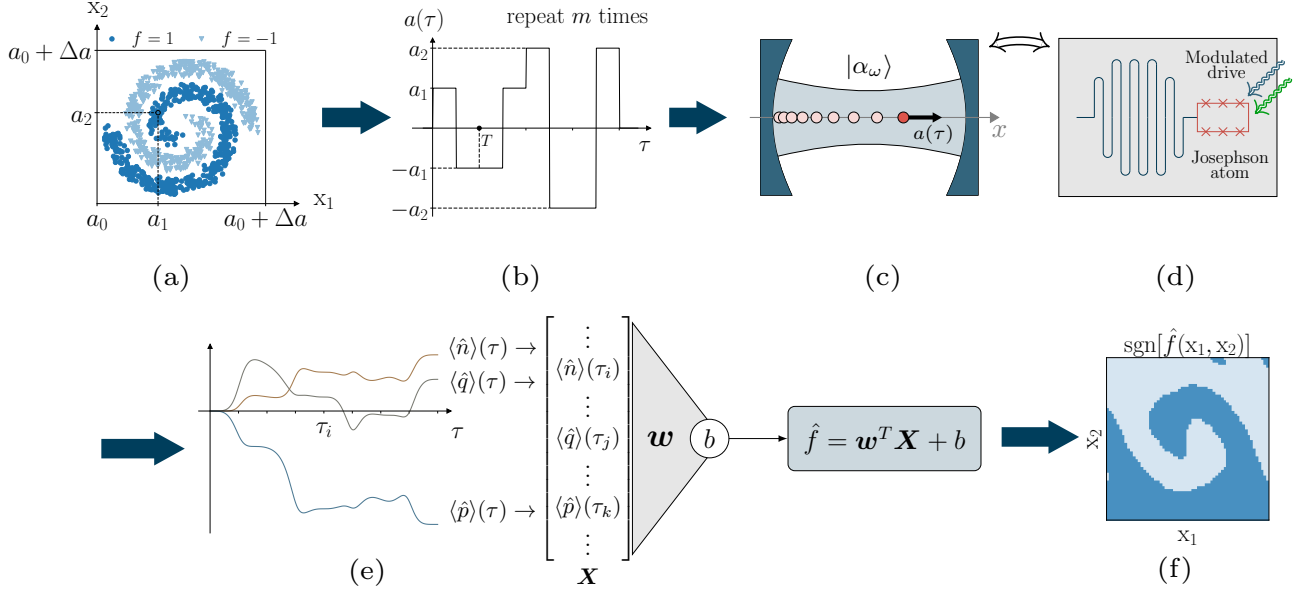 x₂
f = 1 f = −1
a₀ + Δa
a₂
x₁
a₀ a₁ a₀ + Δa
(a)
a(τ) repeat m times
a₂
a₁
T
τ
−a₁
−a₂
(b)
|α_ω⟩
x
a(τ)
(c)
Modulated
drive
Josephson
atom
(d)
⟨n̂⟩(τ) →
⟨q̂⟩(τ) →
τᵢ
τ
⟨p̂⟩(τ) →
(e)
⋮
⟨n̂⟩(τᵢ)
⋮
⟨q̂⟩(τⱼ)
⋮
⟨p̂⟩(τₖ)
⋮
X
w
b
f̂ = wᵀX + b
sgn[f̂(x₁, x₂)]
x₂
x₁
(f)